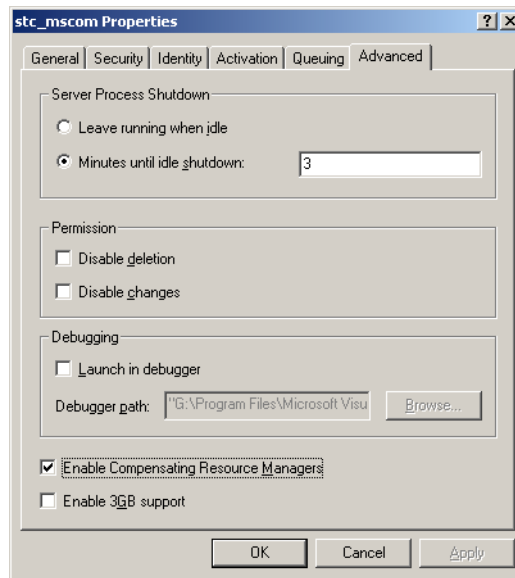 stc_mscom Properties
General Security Identity Activation Queuing Advanced
Server Process Shutdown
Leave running when idle
Minutes until idle shutdown: 3
Permission
Disable deletion
Disable changes
Debugging
Launch in debugger
Debugger path: "G:\Program Files\Microsoft Visu Browse...
Enable Compensating Resource Managers
Enable 3GB support
OK Cancel Apply